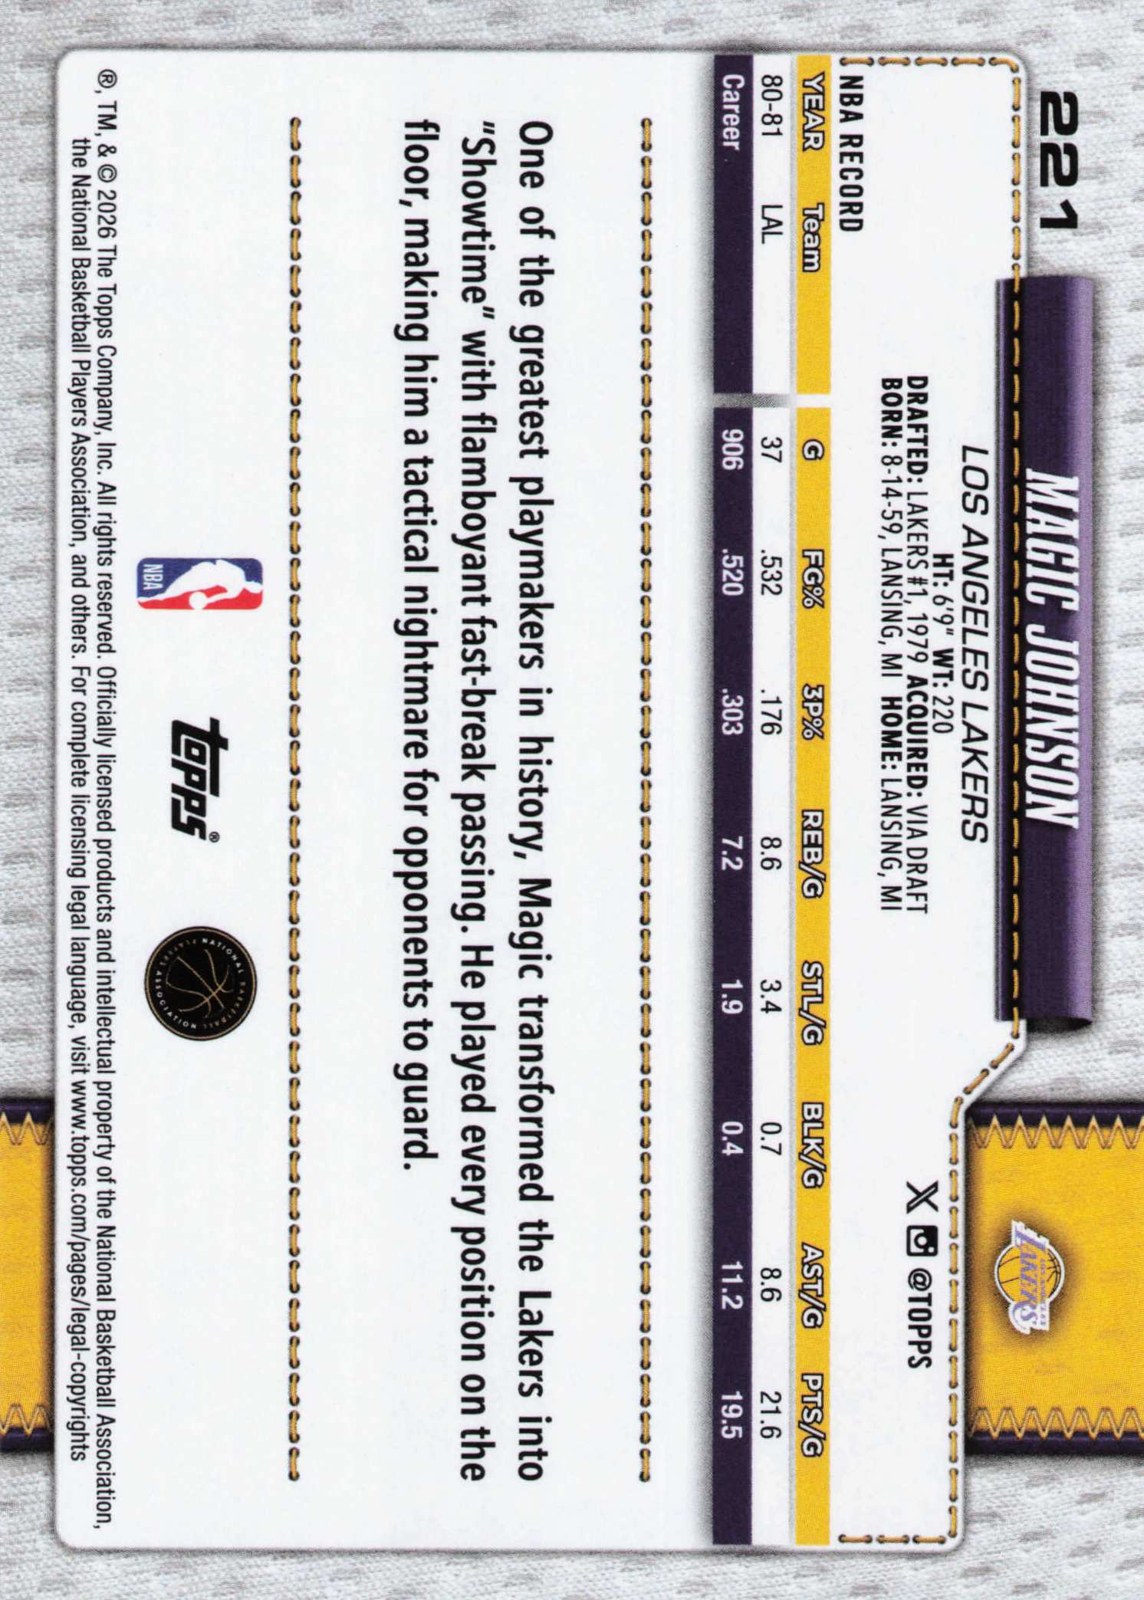 221
MAGIC JOHNSON
LOS ANGELES LAKERS
HT: 6'9" WT: 220
DRAFTED: LAKERS #1, 1979 ACQUIRED: VIA DRAFT
BORN: 8-14-59, LANSING, MI HOME: LANSING, MI
X @TOPPS
LOS ANGELES
LAKERS
NBA RECORD
YEAR Team G FG% 3P% REB/G STL/G BLK/G AST/G PTS/G
80-81 LAL 37 .532 .176 8.6 3.4 0.7 8.6 21.6
Career 906 .520 .303 7.2 1.9 0.4 11.2 19.5
One of the greatest playmakers in history, Magic transformed the Lakers into
"Showtime" with flamboyant fast-break passing. He played every position on the
floor, making him a tactical nightmare for opponents to guard.
NBA
topps®
NATIONAL BASKETBALL PLAYERS ASSOCIATION
®, TM, & © 2026 The Topps Company, Inc. All rights reserved. Officially licensed products and intellectual property of the National Basketball Association,
the National Basketball Players Association, and others. For complete licensing legal language, visit www.topps.com/pages/legal-copyrights